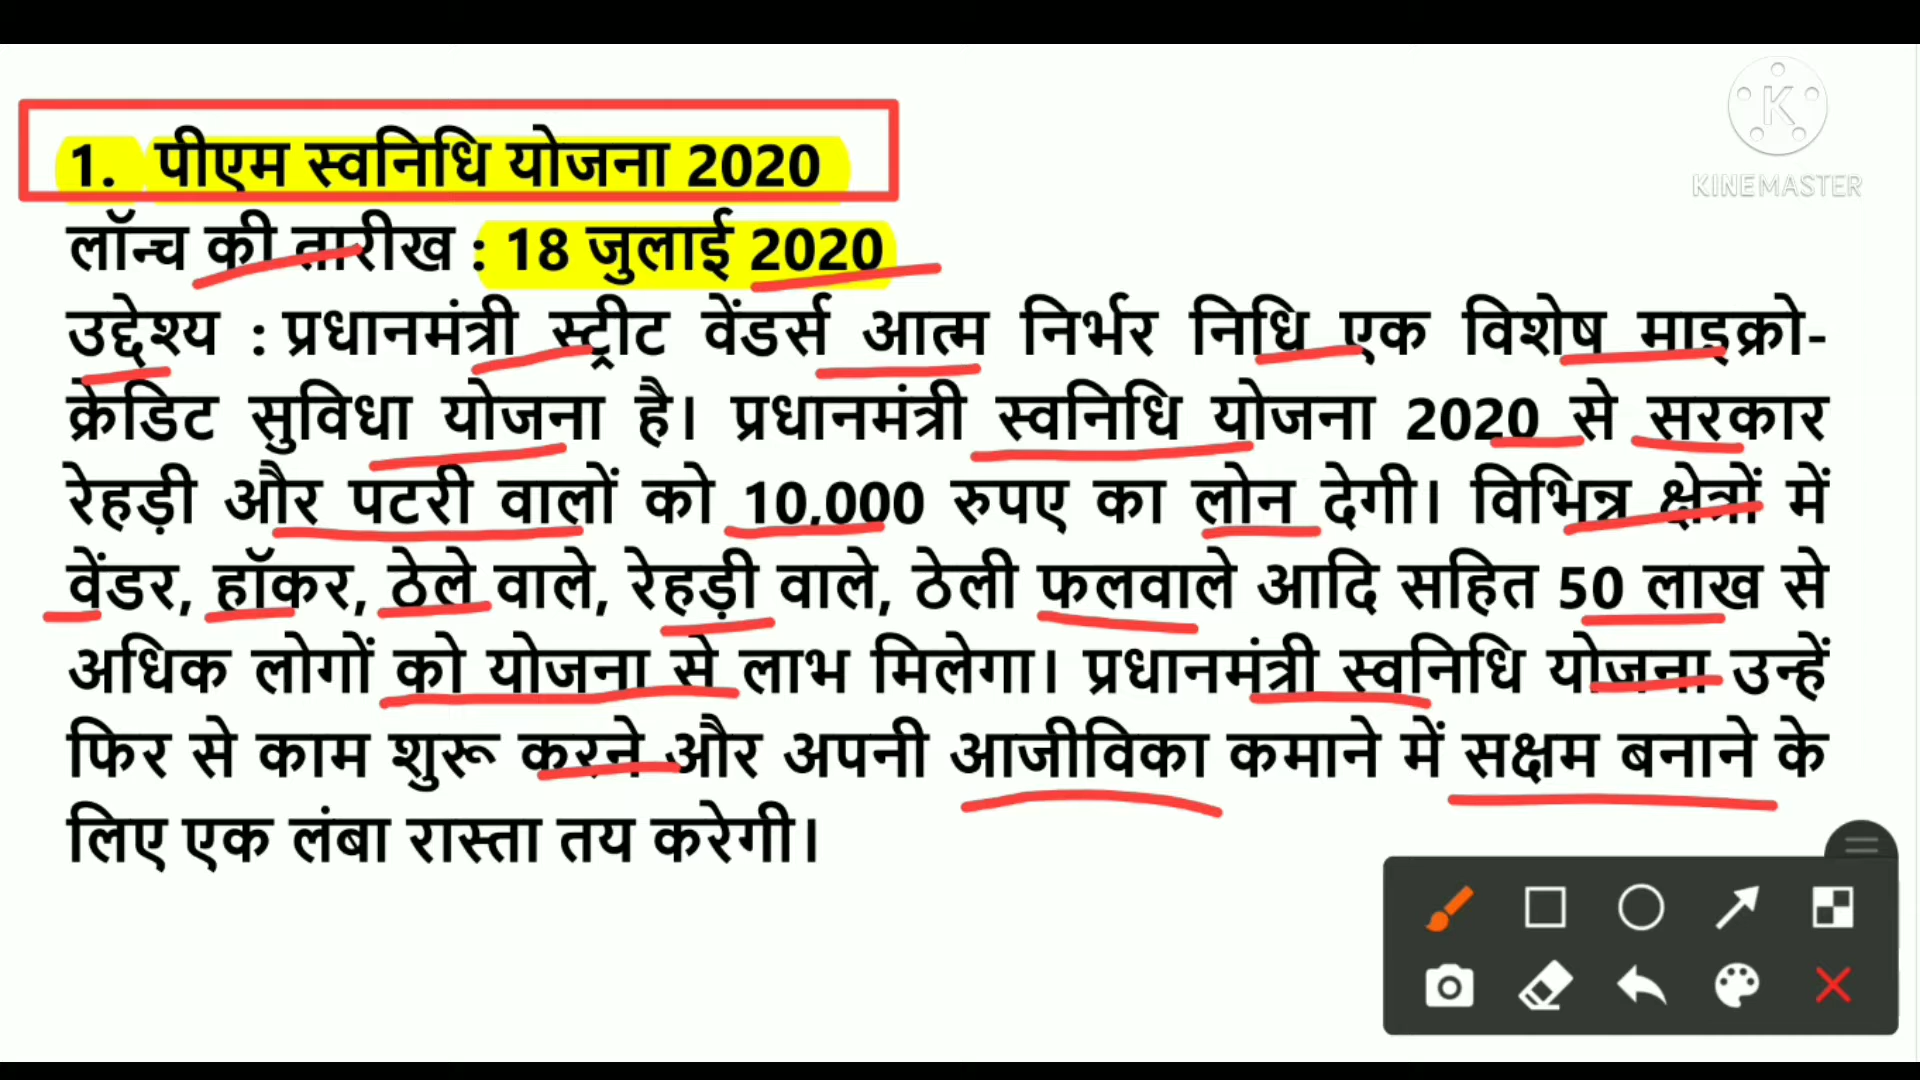 1. पीएम स्वनिधि योजना 2020
लॉन्च की तारीख : 18 जुलाई 2020
उद्देश्य : प्रधानमंत्री स्ट्रीट वेंडर्स आत्म निर्भर निधि एक विशेष माइक्रो-
क्रेडिट सुविधा योजना है। प्रधानमंत्री स्वनिधि योजना 2020 से सरकार
रेहड़ी और पटरी वालों को 10,000 रुपए का लोन देगी। विभिन्न क्षेत्रों में
वेंडर, हॉकर, ठेले वाले, रेहड़ी वाले, ठेली फलवाले आदि सहित 50 लाख से
अधिक लोगों को योजना से लाभ मिलेगा। प्रधानमंत्री स्वनिधि योजना उन्हें
फिर से काम शुरू करने और अपनी आजीविका कमाने में सक्षम बनाने के
लिए एक लंबा रास्ता तय करेगी।
K
KINEMASTER